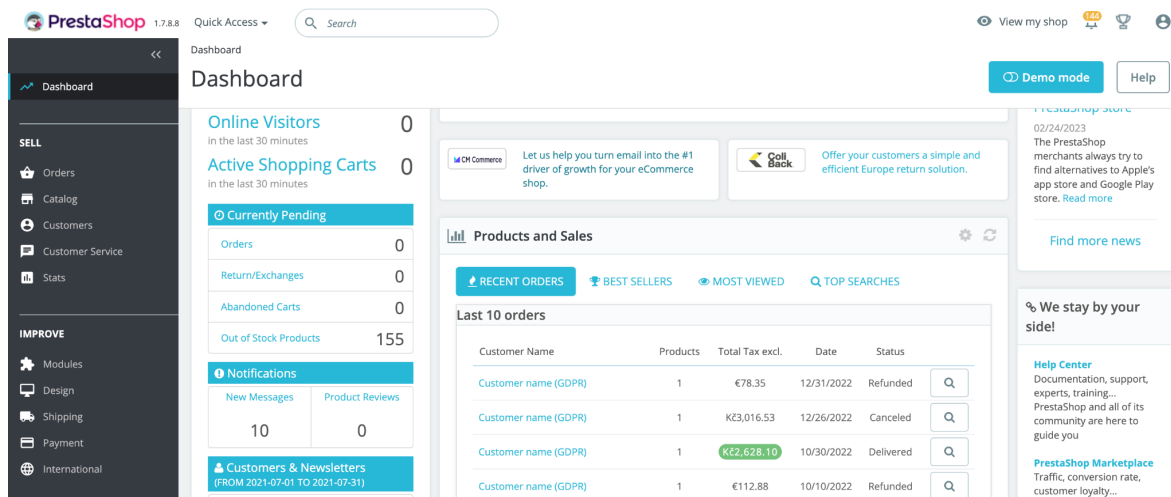 PrestaShop 1.7.8.8
Quick Access
Search
View my shop
144
Dashboard
Dashboard
Demo mode
Help
Dashboard
SELL
Orders
Catalog
Customers
Customer Service
Stats
IMPROVE
Modules
Design
Shipping
Payment
International
Online Visitors 0
in the last 30 minutes
Active Shopping Carts 0
in the last 30 minutes
Currently Pending
Orders 0
Return/Exchanges 0
Abandoned Carts 0
Out of Stock Products 155
Notifications
New Messages Product Reviews
10 0
Customers & Newsletters
(FROM 2021-07-01 TO 2021-07-31)
CM Commerce
Let us help you turn email into the #1
driver of growth for your eCommerce
shop.
Coli Back
Offer your customers a simple and
efficient Europe return solution.
Products and Sales
RECENT ORDERS BEST SELLERS MOST VIEWED TOP SEARCHES
Last 10 orders
Customer Name Products Total Tax excl. Date Status
Customer name (GDPR) 1 €78.35 12/31/2022 Refunded
Customer name (GDPR) 1 Kč3,016.53 12/26/2022 Canceled
Customer name (GDPR) 1 Kč2,628.10 10/30/2022 Delivered
Customer name (GDPR) 1 €112.88 10/10/2022 Refunded
PrestaShop store
02/24/2023
The PrestaShop
merchants always try to
find alternatives to Apple's
app store and Google Play
store. Read more
Find more news
We stay by your
side!
Help Center
Documentation, support,
experts, training...
PrestaShop and all of its
community are here to
guide you
PrestaShop Marketplace
Traffic, conversion rate,
customer loyalty...